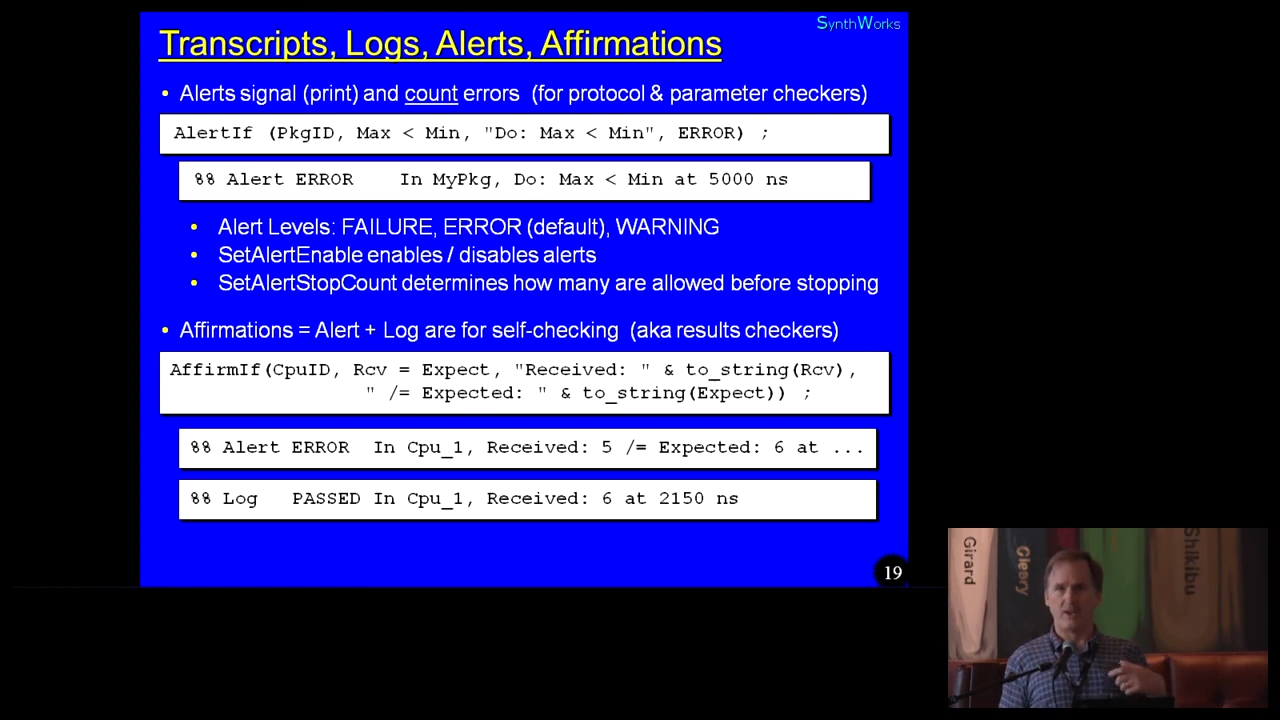 SynthWorks
Transcripts, Logs, Alerts, Affirmations
• Alerts signal (print) and count errors (for protocol & parameter checkers)
AlertIf (PkgID, Max < Min, "Do: Max < Min", ERROR) ;
%% Alert ERROR    In MyPkg, Do: Max < Min at 5000 ns
• Alert Levels: FAILURE, ERROR (default), WARNING
• SetAlertEnable enables / disables alerts
• SetAlertStopCount determines how many are allowed before stopping
• Affirmations = Alert + Log are for self-checking (aka results checkers)
AffirmIf(CpuID, Rcv = Expect, "Received: " & to_string(Rcv),
" /= Expected: " & to_string(Expect)) ;
%% Alert ERROR  In Cpu_1, Received: 5 /= Expected: 6 at ...
%% Log   PASSED In Cpu_1, Received: 6 at 2150 ns
19
Girard
Cleary
Shikibu